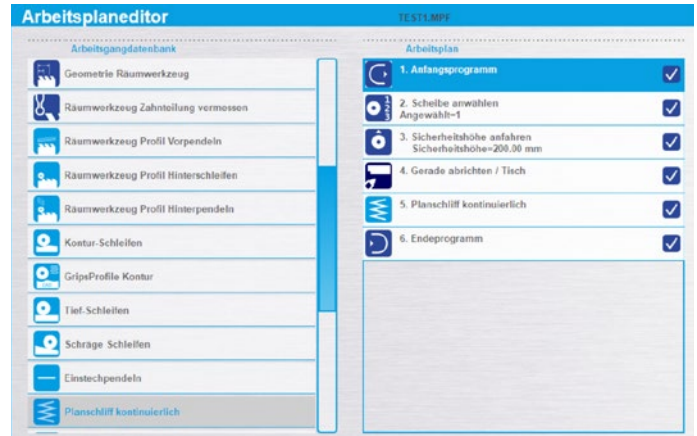 Arbeitsplaneditor
TEST1.MPF
Arbeitsgangdatenbank
Geometrie Räumwerkzeug
Räumwerkzeug Zahnteilung vermessen
Räumwerkzeug Profil Vorpendeln
Räumwerkzeug Profil Hinterschleifen
Räumwerkzeug Profil Hinterpendeln
Kontur-Schleifen
GripsProfile Kontur
Tief-Schleifen
Schräge Schleifen
Einstechpendeln
Planschliff kontinuierlich
Arbeitsplan
1. Anfangsprogramm
2. Scheibe anwählen
Angewählt=1
3. Sicherheitshöhe anfahren
Sicherheitshöhe=200.00 mm
4. Gerade abrichten / Tisch
5. Planschliff kontinuierlich
6. Endeprogramm